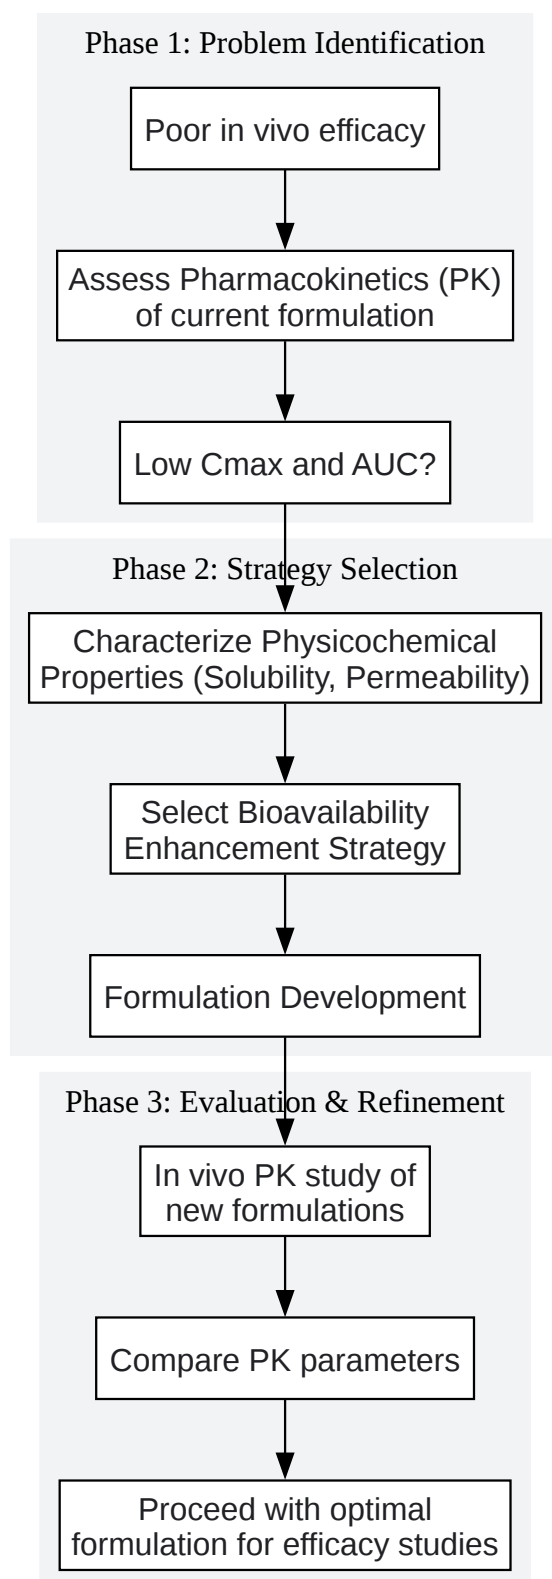 Phase 1: Problem Identification
Poor in vivo efficacy
Assess Pharmacokinetics (PK)
of current formulation
Low Cmax and AUC?
Phase 2: Strategy Selection
Characterize Physicochemical
Properties (Solubility, Permeability)
Select Bioavailability
Enhancement Strategy
Formulation Development
Phase 3: Evaluation & Refinement
In vivo PK study of
new formulations
Compare PK parameters
Proceed with optimal
formulation for efficacy studies